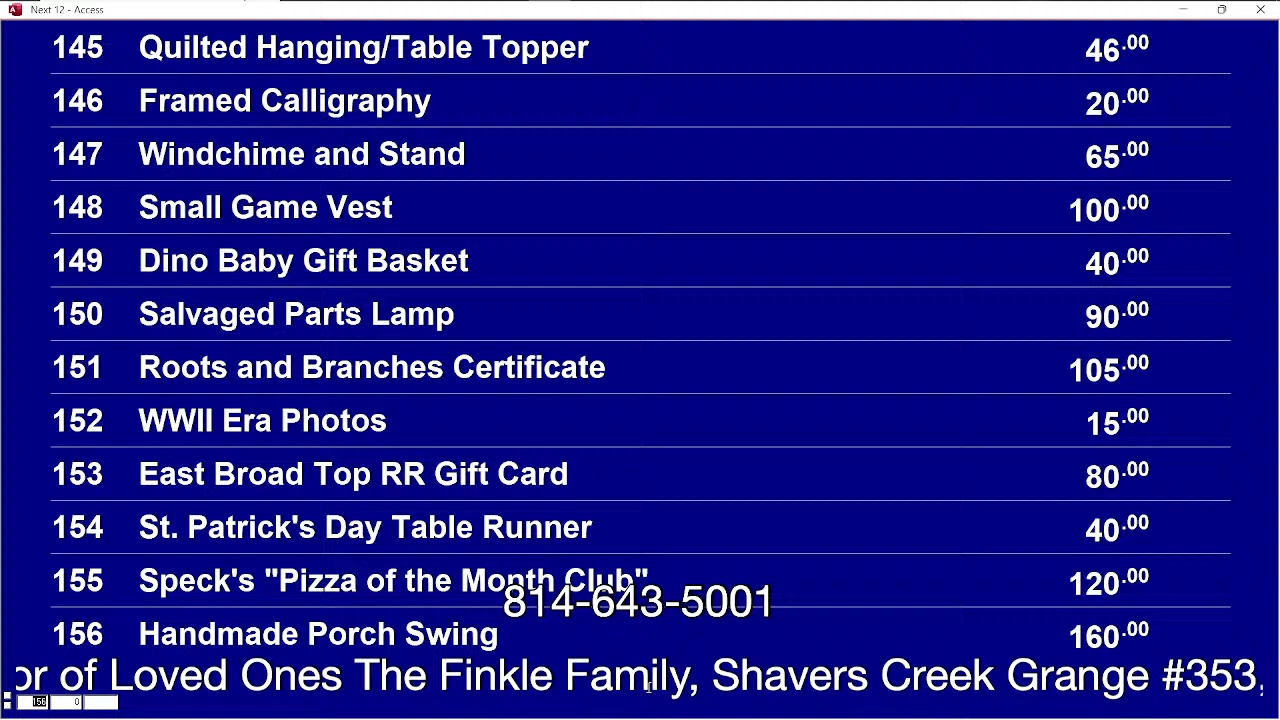 Next 12 - Access
145 Quilted Hanging/Table Topper 46.00
146 Framed Calligraphy 20.00
147 Windchime and Stand 65.00
148 Small Game Vest 100.00
149 Dino Baby Gift Basket 40.00
150 Salvaged Parts Lamp 90.00
151 Roots and Branches Certificate 105.00
152 WWII Era Photos 15.00
153 East Broad Top RR Gift Card 80.00
154 St. Patrick's Day Table Runner 40.00
155 Speck's "Pizza of the Month Club" 120.00
814-643-5001
156 Handmade Porch Swing 160.00
or of Loved Ones The Finkle Family, Shavers Creek Grange #353,
156 0